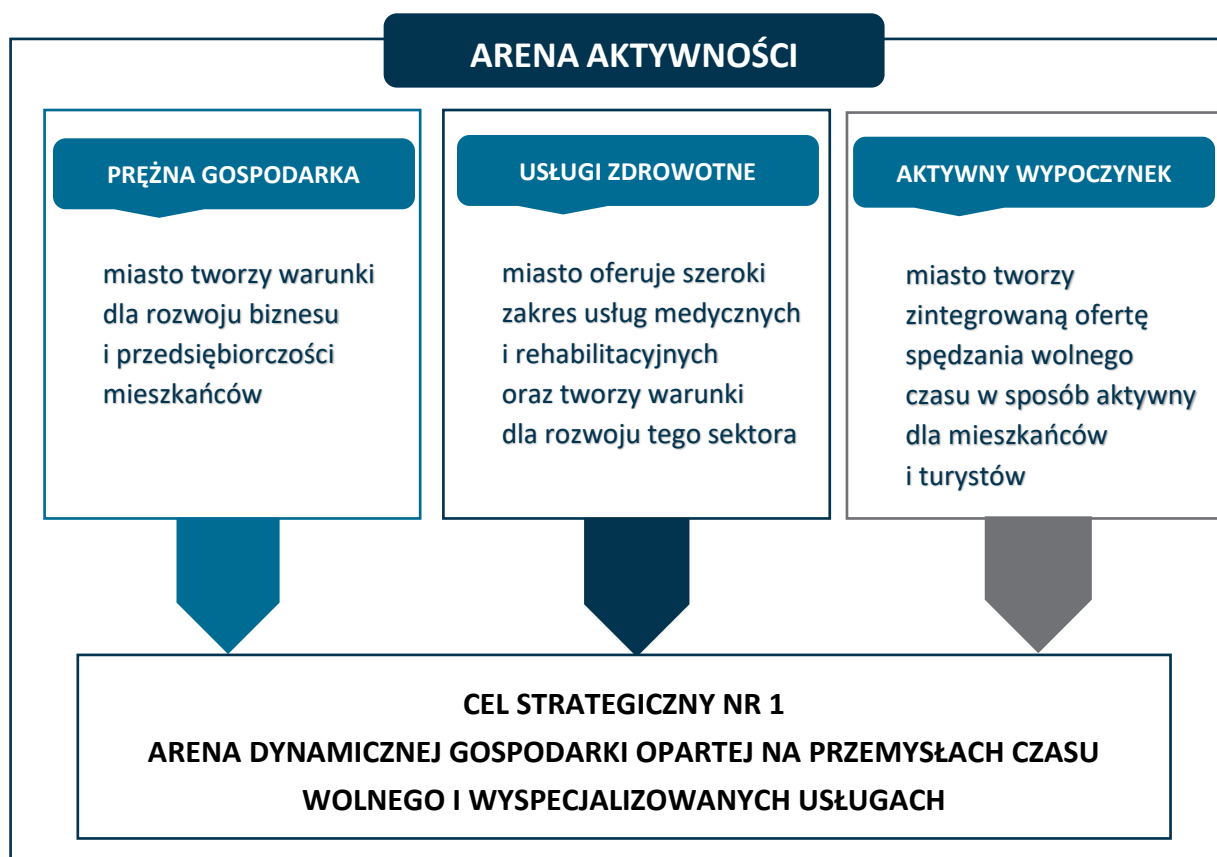 ARENA AKTYWNOŚCI
PRĘŻNA GOSPODARKA
miasto tworzy warunki
dla rozwoju biznesu
i przedsiębiorczości
mieszkańców
USŁUGI ZDROWOTNE
miasto oferuje szeroki
zakres usług medycznych
i rehabilitacyjnych
oraz tworzy warunki
dla rozwoju tego sektora
AKTYWNY WYPOCZYNEK
miasto tworzy
zintegrowaną ofertę
spędzania wolnego
czasu w sposób aktywny
dla mieszkańców
i turystów
CEL STRATEGICZNY NR 1
ARENA DYNAMICZNEJ GOSPODARKI OPARTEJ NA PRZEMYSŁACH CZASU
WOLNEGO I WYSPECJALIZOWANYCH USŁUGACH